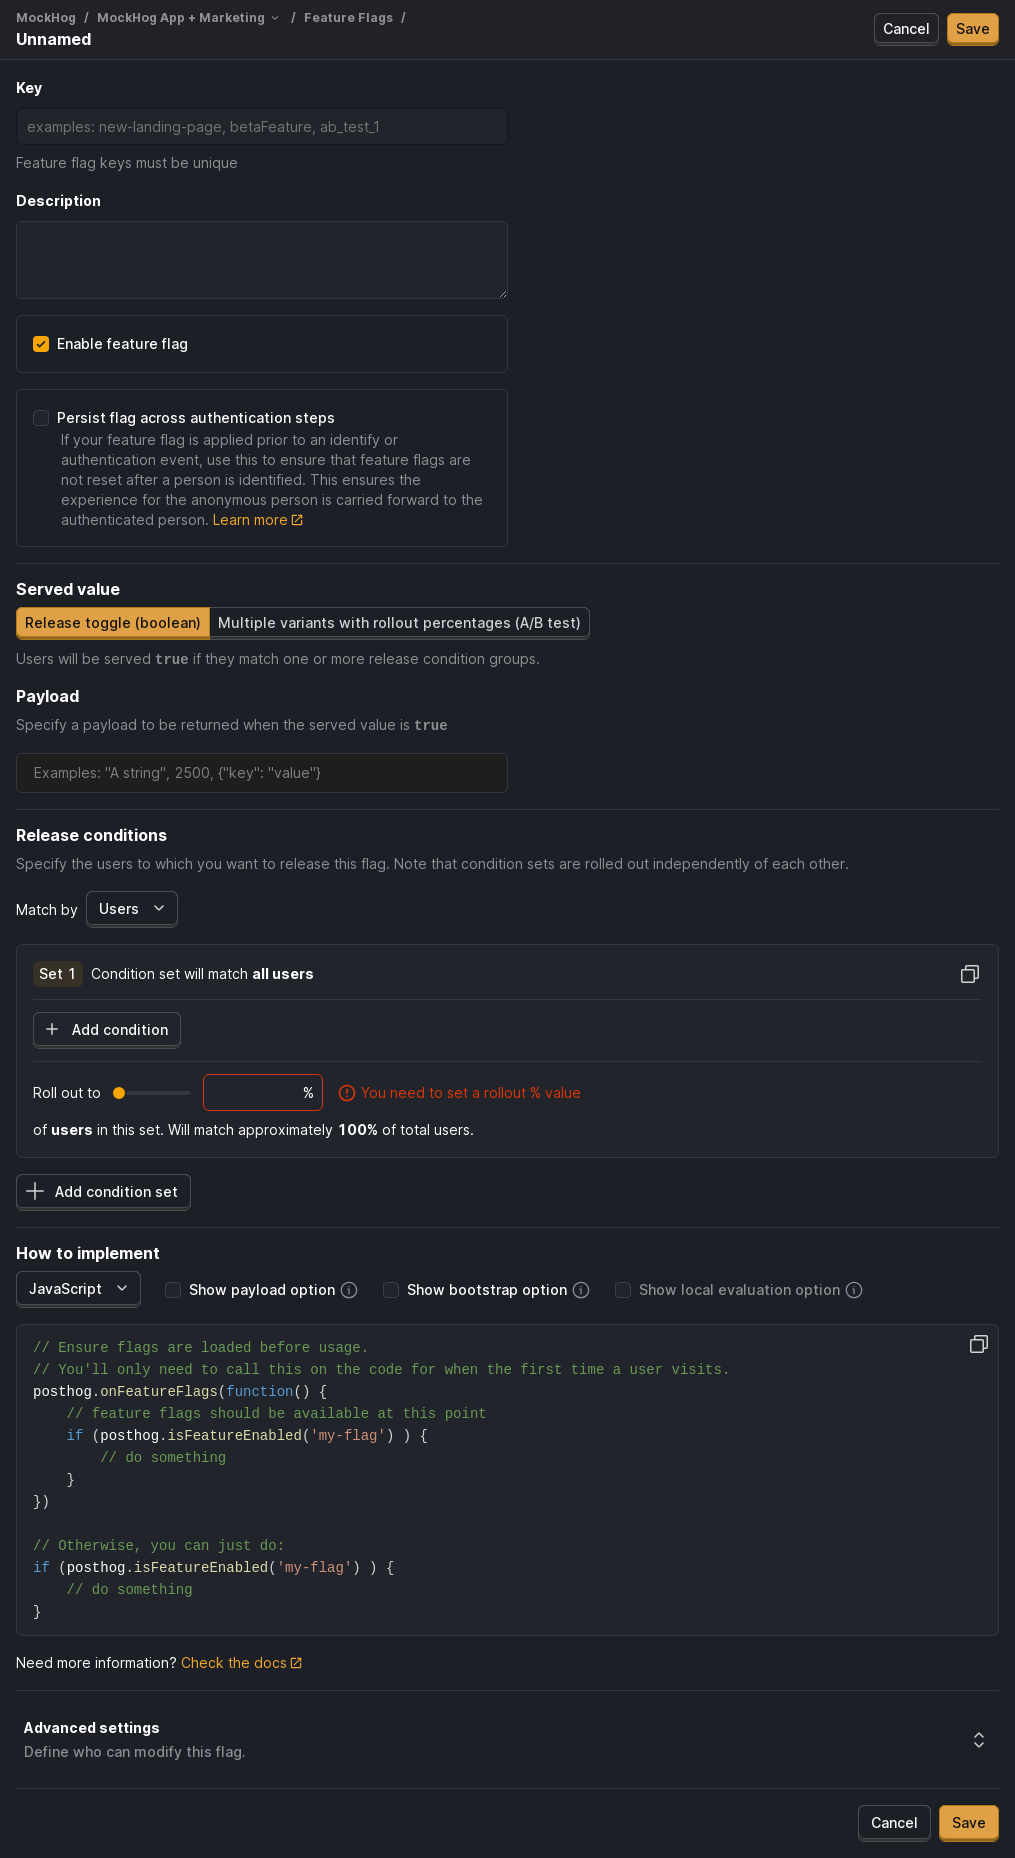 MockHog / MockHog App + Marketing / Feature Flags /
Unnamed
Cancel
Save
Key
examples: new-landing-page, betaFeature, ab_test_1
Feature flag keys must be unique
Description
Enable feature flag
Persist flag across authentication steps
If your feature flag is applied prior to an identify or
authentication event, use this to ensure that feature flags are
not reset after a person is identified. This ensures the
experience for the anonymous person is carried forward to the
authenticated person. Learn more
Served value
Release toggle (boolean)
Multiple variants with rollout percentages (A/B test)
Users will be served true if they match one or more release condition groups.
Payload
Specify a payload to be returned when the served value is true
Examples: "A string", 2500, {"key": "value"}
Release conditions
Specify the users to which you want to release this flag. Note that condition sets are rolled out independently of each other.
Match by Users
Set 1 Condition set will match all users
Add condition
Roll out to % You need to set a rollout % value
of users in this set. Will match approximately 100% of total users.
Add condition set
How to implement
JavaScript Show payload option Show bootstrap option Show local evaluation option
// Ensure flags are loaded before usage.
// You'll only need to call this on the code for when the first time a user visits.
posthog.onFeatureFlags(function() {
    // feature flags should be available at this point
    if (posthog.isFeatureEnabled('my-flag') ) {
        // do something
    }
})
// Otherwise, you can just do:
if (posthog.isFeatureEnabled('my-flag') ) {
    // do something
}
Need more information? Check the docs
Advanced settings
Define who can modify this flag.
Cancel
Save